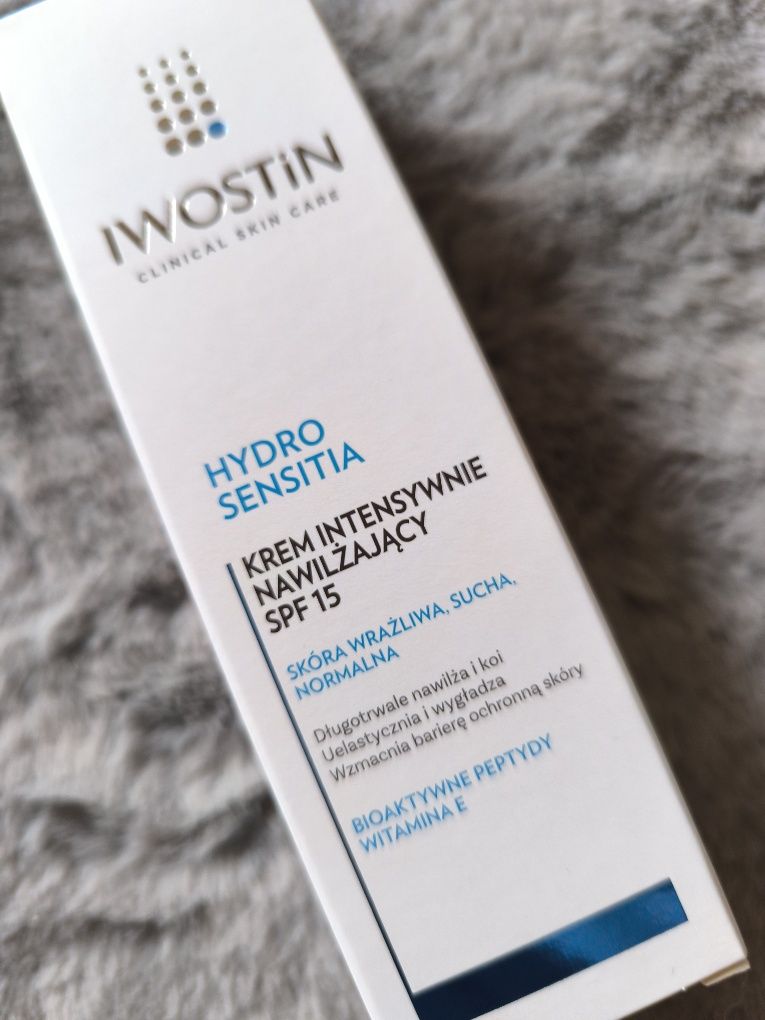 IWOSTiN
CLINICAL SKIN CARE
HYDRO
SENSITIA
KREM INTENSYWNIE
NAWILŻAJĄCY
SPF 15
SKÓRA WRAŻLIWA, SUCHA,
NORMALNA
Długotrwale nawilża i koi
Uelastycznia i wygładza
Wzmacnia barierę ochronną skóry
BIOAKTYWNE PEPTYDY
WITAMINA E